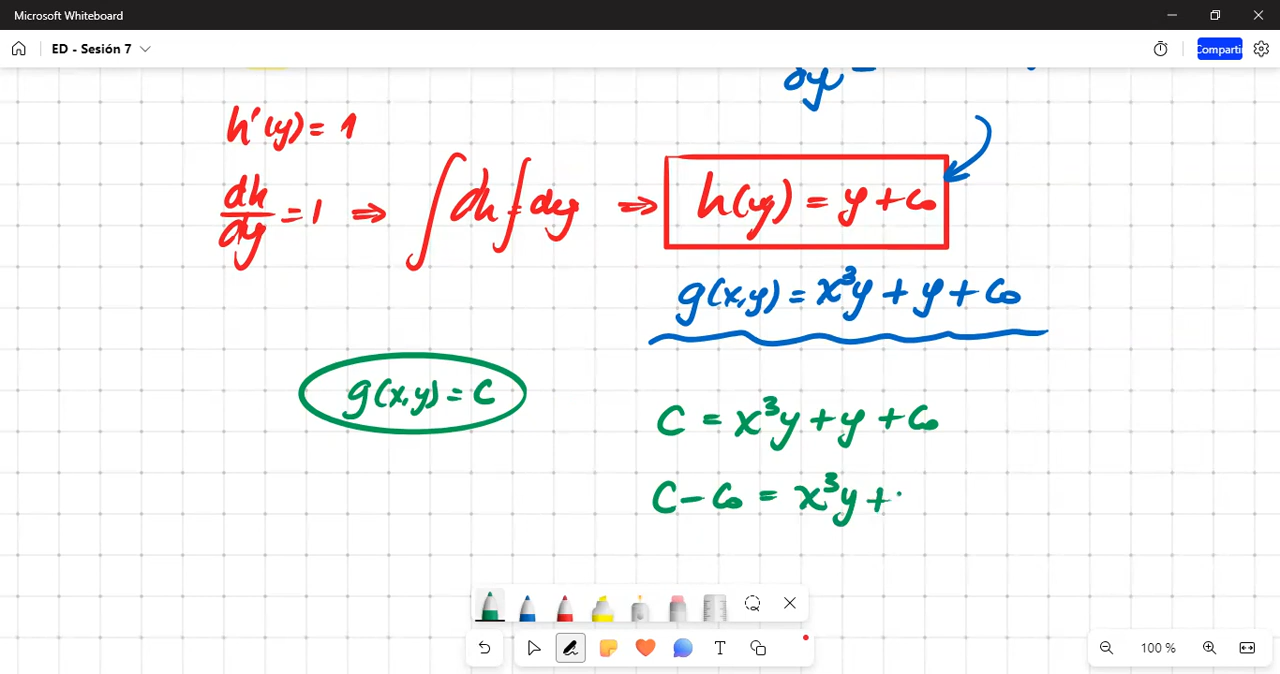 Microsoft Whiteboard
ED - Sesión 7
Comparti
∂y =
h'(y) = 1
dh/dy = 1 ⇒ ∫dh = ∫dy ⇒ h(y) = y + C₀
g(x,y) = x³y + y + C₀
g(x,y) = C
C = x³y + y + C₀
C - C₀ = x³y +
T
100 %